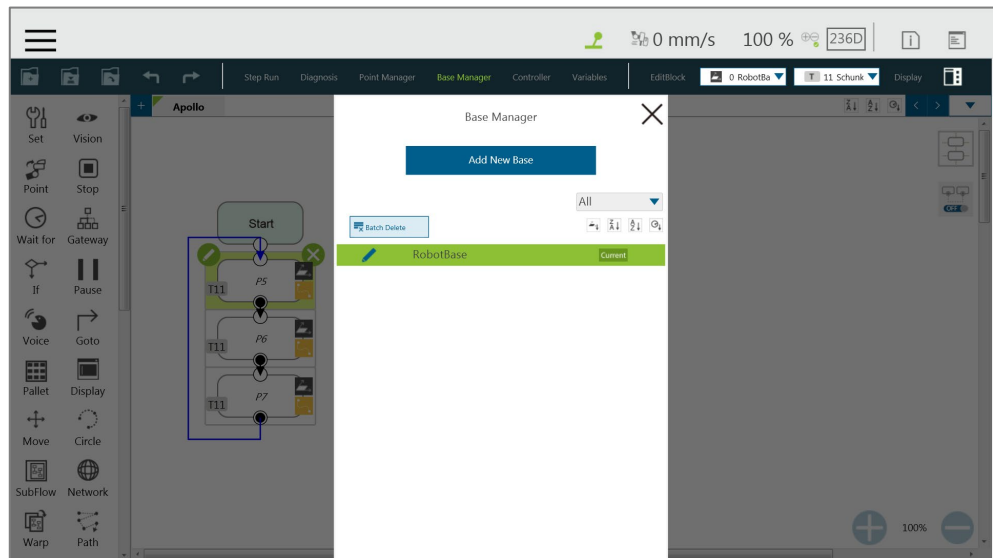 0 mm/s 100 % 236D
Step Run Diagnosis Point Manager Base Manager Controller Variables EditBlock 0 RobotBa T 11 Schunk Display
+ Apollo
Set Vision
Point Stop
Wait for Gateway
If Pause
Voice Goto
Pallet Display
Move Circle
SubFlow Network
Warp Path
Start
T11 P5
T11 P6
T11 P7
Base Manager
Add New Base
All
Batch Delete
RobotBase Current
OFF
100%